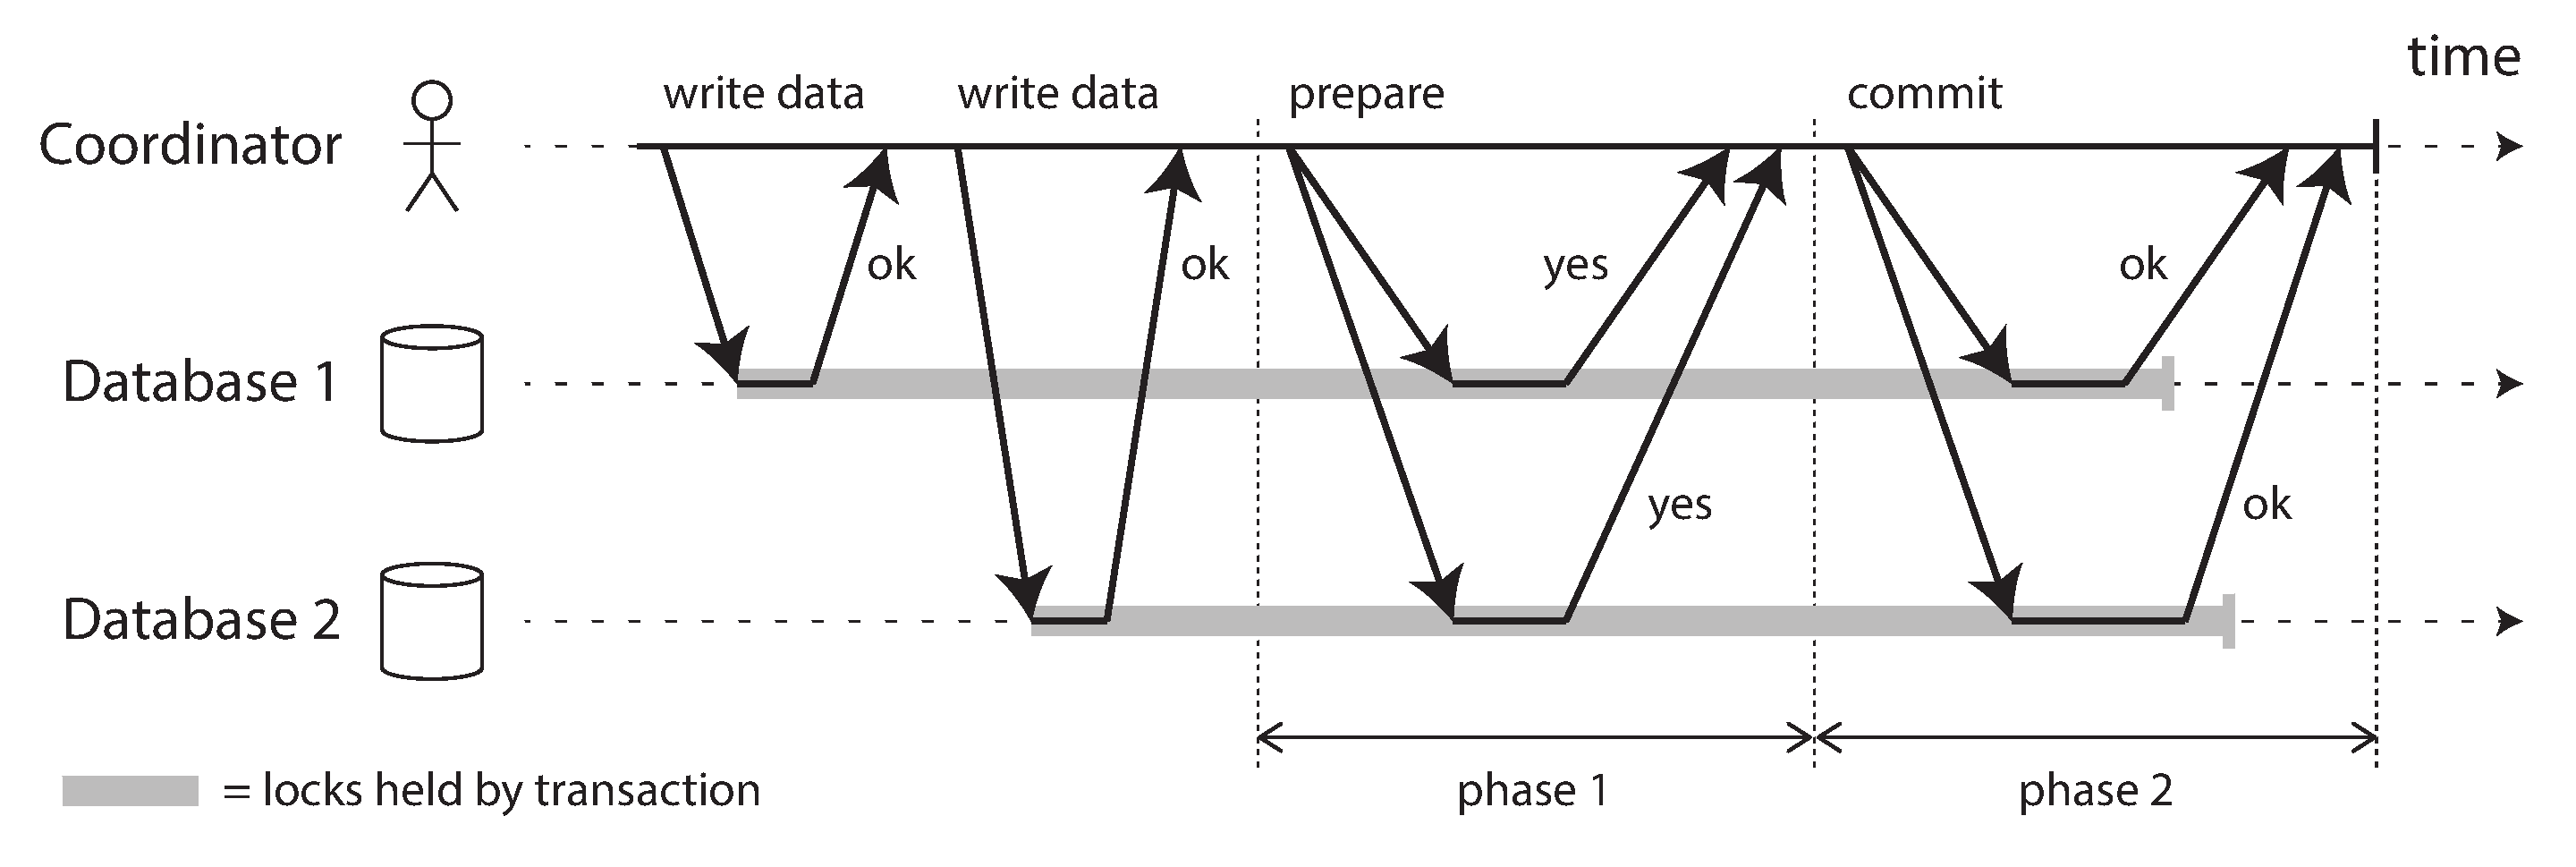 time
write data
write data
prepare
commit
Coordinator
ok
ok
yes
ok
Database 1
yes
ok
Database 2
phase 1
phase 2
= locks held by transaction